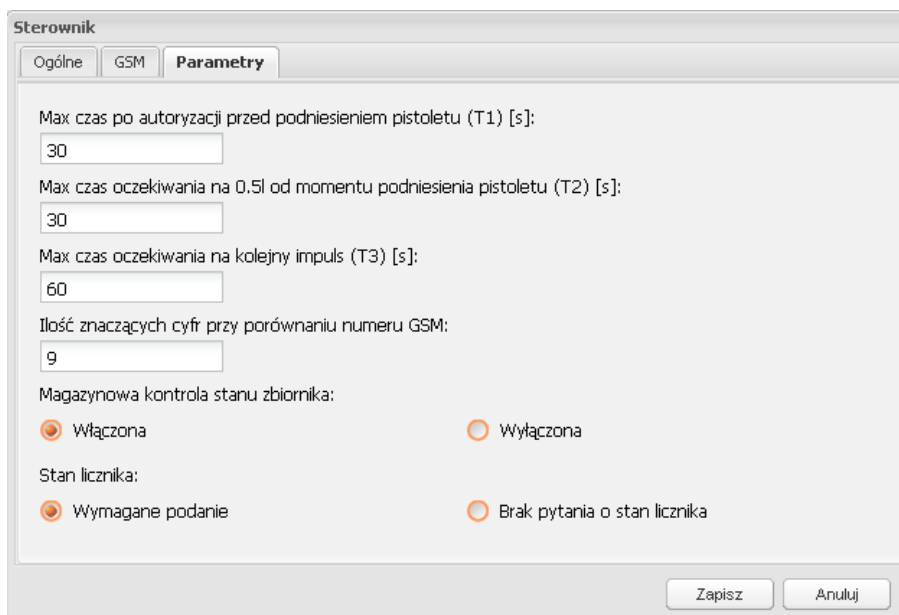 Sterownik
Ogólne GSM Parametry
Max czas po autoryzacji przed podniesieniem pistoletu (T1) [s]:
30
Max czas oczekiwania na 0.5l od momentu podniesienia pistoletu (T2) [s]:
30
Max czas oczekiwania na kolejny impuls (T3) [s]:
60
Ilość znaczących cyfr przy porównaniu numeru GSM:
9
Magazynowa kontrola stanu zbiornika:
Włączona Wyłączona
Stan licznika:
Wymagane podanie Brak pytania o stan licznika
Zapisz Anuluj